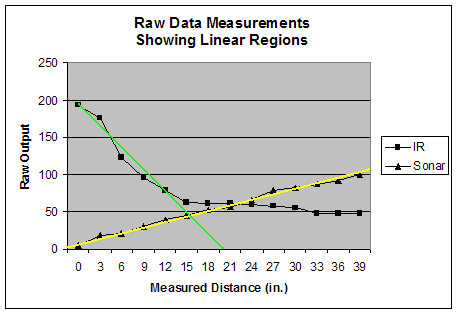 Raw Data Measurements
Showing Linear Regions
250
200
150
100
50
0
Raw Output
0 3 6 9 12 15 18 21 24 27 30 33 36 39
Measured Distance (in.)
IR
Sonar